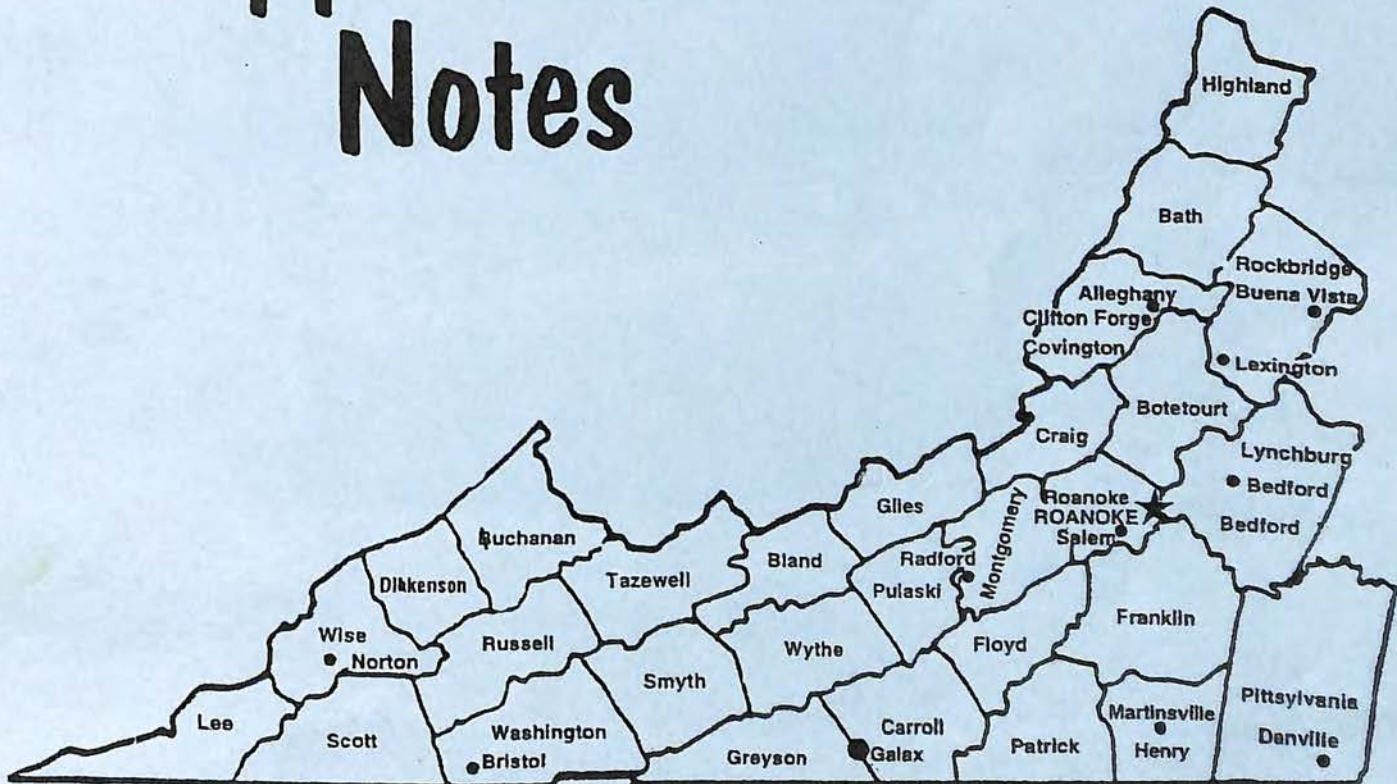 Notes
Highland
Bath
Rockbridge
Alleghany
Buena Vista
Clifton Forge
Covington
Lexington
Botetourt
Craig
Lynchburg
Bedford
Bedford
Giles
Roanoke
ROANOKE
Salem
Montgomery
Buchanan
Bland
Radford
Dikkenson
Tazewell
Pulaski
Franklin
Wise
Norton
Russell
Wythe
Floyd
Smyth
Lee
Scott
Washington
Bristol
Greyson
Carroll
Galax
Patrick
Martinsville
Henry
Pittsylvania
Danville